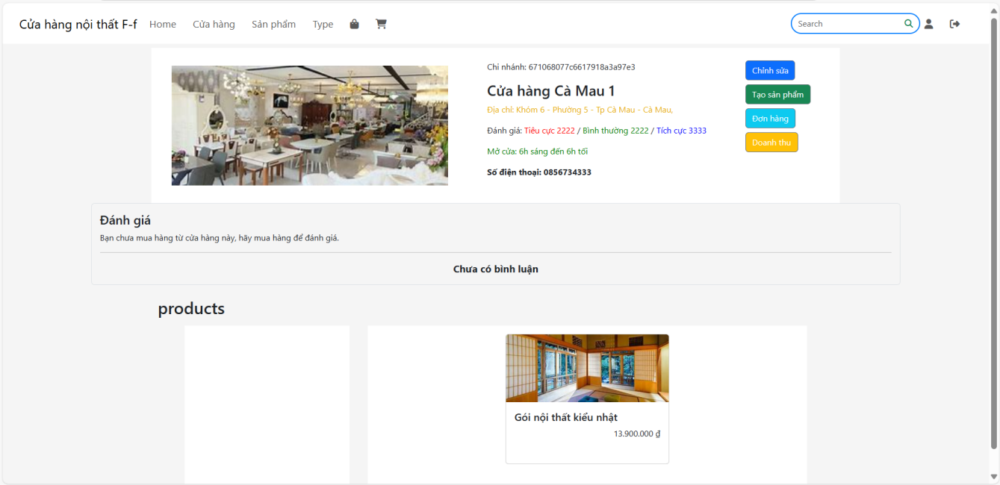 Cửa hàng nội thất F-f Home Cửa hàng Sản phẩm Type Search
Chi nhánh: 671068077c6617918a3a97e3
Chỉnh sửa
Cửa hàng Cà Mau 1
Tạo sản phẩm
Địa chỉ: Khóm 6 - Phường 5 - Tp Cà Mau - Cà Mau,
Đơn hàng
Đánh giá: Tiêu cực 2222 / Bình thường 2222 / Tích cực 3333
Doanh thu
Mở cửa: 6h sáng đến 6h tối
Số điện thoại: 0856734333
Đánh giá
Bạn chưa mua hàng từ cửa hàng này, hãy mua hàng để đánh giá.
Chưa có bình luận
products
Gói nội thất kiểu nhật
13.900.000 ₫